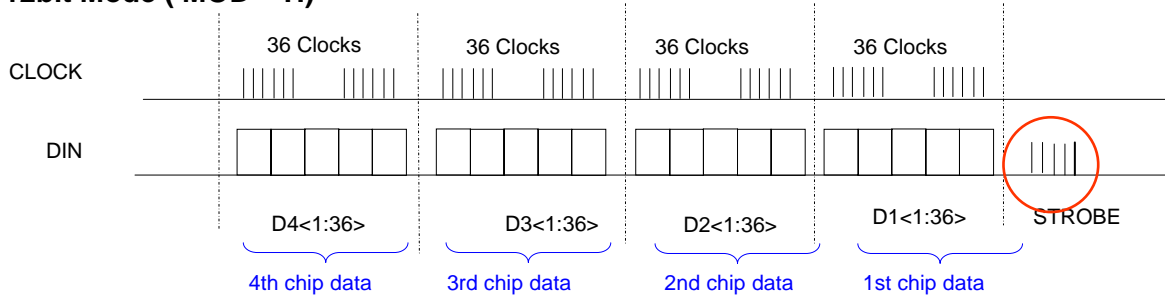 36 Clocks 36 Clocks 36 Clocks 36 Clocks
CLOCK
DIN
D4<1:36> D3<1:36> D2<1:36> D1<1:36> STROBE
4th chip data 3rd chip data 2nd chip data 1st chip data